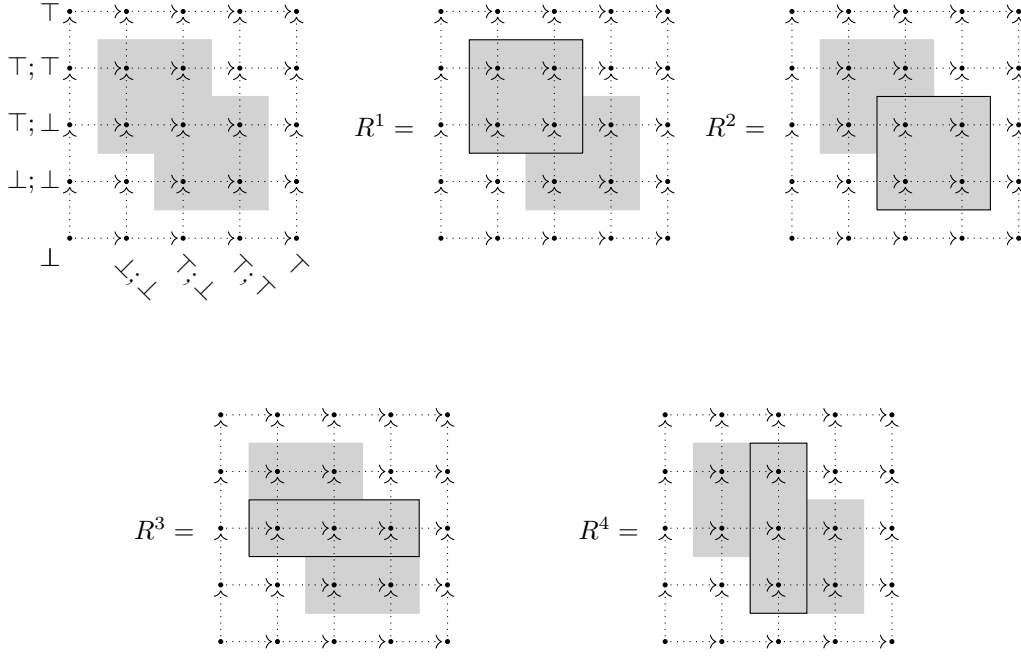 ⊤
⊤; ⊤
⊤; ⊥
R¹ =
R² =
⊥; ⊥
⊥
⊥; ⊥
⊤; ⊥
⊤; ⊤
⊤
R³ =
R⁴ =